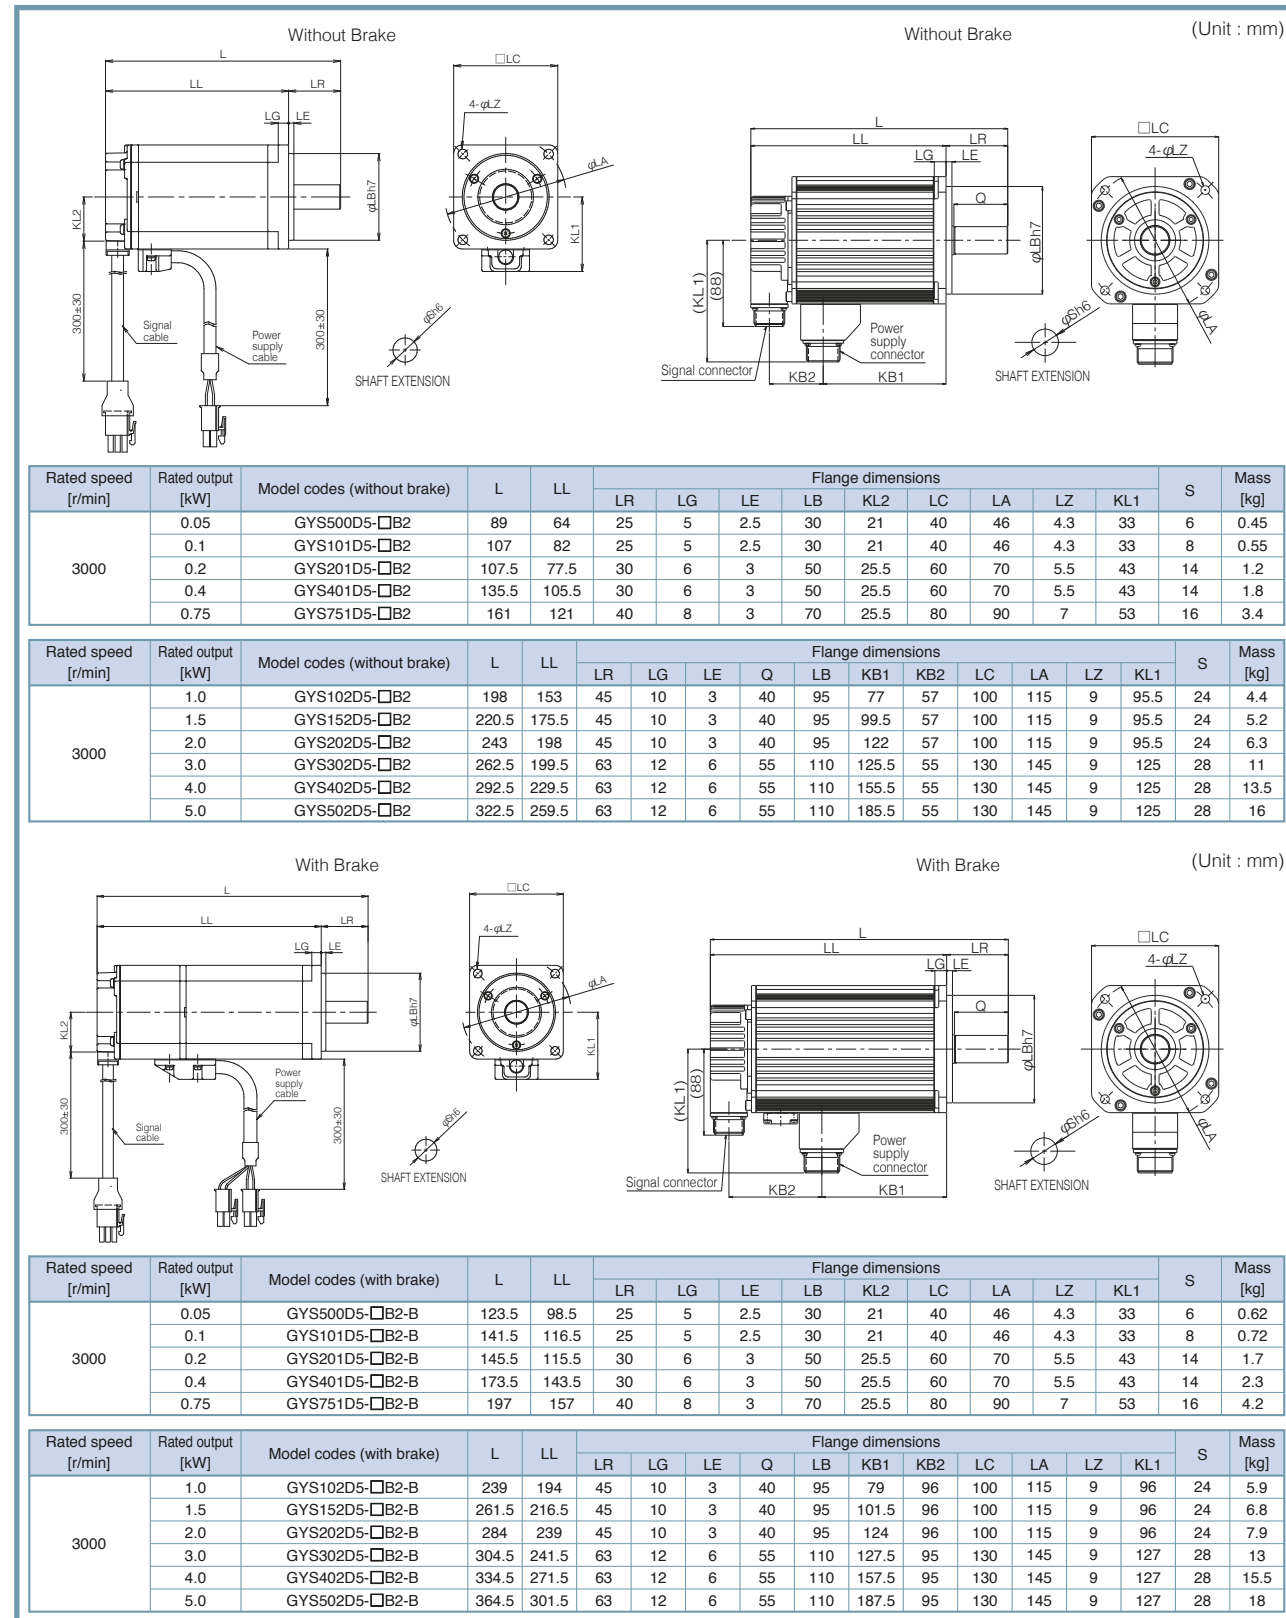 (Unit : mm)
Without Brake
L
LL LR
LG LE
□LC
4-φLZ
φLA
φLBh7
KL2
KL1
300±30
Signal
cable
Power
supply
cable
300±30
φSh6
SHAFT EXTENSION
Without Brake
L
LL LR
LG LE
Q
φLBh7
(KL1)
(88)
Power
supply
connector
Signal connector
KB2 KB1
□LC
4-φLZ
φLA
φSh6
SHAFT EXTENSION
Rated speed [r/min] Rated output [kW] Model codes (without brake) L LL Flange dimensions S Mass [kg]
LR LG LE LB KL2 LC LA LZ KL1
3000
0.05 GYS500D5-□B2 89 64 25 5 2.5 30 21 40 46 4.3 33 6 0.45
0.1 GYS101D5-□B2 107 82 25 5 2.5 30 21 40 46 4.3 33 8 0.55
0.2 GYS201D5-□B2 107.5 77.5 30 6 3 50 25.5 60 70 5.5 43 14 1.2
0.4 GYS401D5-□B2 135.5 105.5 30 6 3 50 25.5 60 70 5.5 43 14 1.8
0.75 GYS751D5-□B2 161 121 40 8 3 70 25.5 80 90 7 53 16 3.4
Rated speed [r/min] Rated output [kW] Model codes (without brake) L LL Flange dimensions S Mass [kg]
LR LG LE Q LB KB1 KB2 LC LA LZ KL1
3000
1.0 GYS102D5-□B2 198 153 45 10 3 40 95 77 57 100 115 9 95.5 24 4.4
1.5 GYS152D5-□B2 220.5 175.5 45 10 3 40 95 99.5 57 100 115 9 95.5 24 5.2
2.0 GYS202D5-□B2 243 198 45 10 3 40 95 122 57 100 115 9 95.5 24 6.3
3.0 GYS302D5-□B2 262.5 199.5 63 12 6 55 110 125.5 55 130 145 9 125 28 11
4.0 GYS402D5-□B2 292.5 229.5 63 12 6 55 110 155.5 55 130 145 9 125 28 13.5
5.0 GYS502D5-□B2 322.5 259.5 63 12 6 55 110 185.5 55 130 145 9 125 28 16
(Unit : mm)
With Brake
L
LL LR
LG LE
□LC
4-φLZ
φLA
φLBh7
KL2
KL1
300±30
Signal
cable
Power
supply
cable
300±30
φSh6
SHAFT EXTENSION
With Brake
L
LL LR
LG LE
Q
φLBh7
(KL1)
(88)
Power
supply
connector
Signal connector
KB2 KB1
□LC
4-φLZ
φLA
φSh6
SHAFT EXTENSION
Rated speed [r/min] Rated output [kW] Model codes (with brake) L LL Flange dimensions S Mass [kg]
LR LG LE LB KL2 LC LA LZ KL1
3000
0.05 GYS500D5-□B2-B 123.5 98.5 25 5 2.5 30 21 40 46 4.3 33 6 0.62
0.1 GYS101D5-□B2-B 141.5 116.5 25 5 2.5 30 21 40 46 4.3 33 8 0.72
0.2 GYS201D5-□B2-B 145.5 115.5 30 6 3 50 25.5 60 70 5.5 43 14 1.7
0.4 GYS401D5-□B2-B 173.5 143.5 30 6 3 50 25.5 60 70 5.5 43 14 2.3
0.75 GYS751D5-□B2-B 197 157 40 8 3 70 25.5 80 90 7 53 16 4.2
Rated speed [r/min] Rated output [kW] Model codes (with brake) L LL Flange dimensions S Mass [kg]
LR LG LE Q LB KB1 KB2 LC LA LZ KL1
3000
1.0 GYS102D5-□B2-B 239 194 45 10 3 40 95 79 96 100 115 9 96 24 5.9
1.5 GYS152D5-□B2-B 261.5 216.5 45 10 3 40 95 101.5 96 100 115 9 96 24 6.8
2.0 GYS202D5-□B2-B 284 239 45 10 3 40 95 124 96 100 115 9 96 24 7.9
3.0 GYS302D5-□B2-B 304.5 241.5 63 12 6 55 110 127.5 95 130 145 9 127 28 13
4.0 GYS402D5-□B2-B 334.5 271.5 63 12 6 55 110 157.5 95 130 145 9 127 28 15.5
5.0 GYS502D5-□B2-B 364.5 301.5 63 12 6 55 110 187.5 95 130 145 9 127 28 18